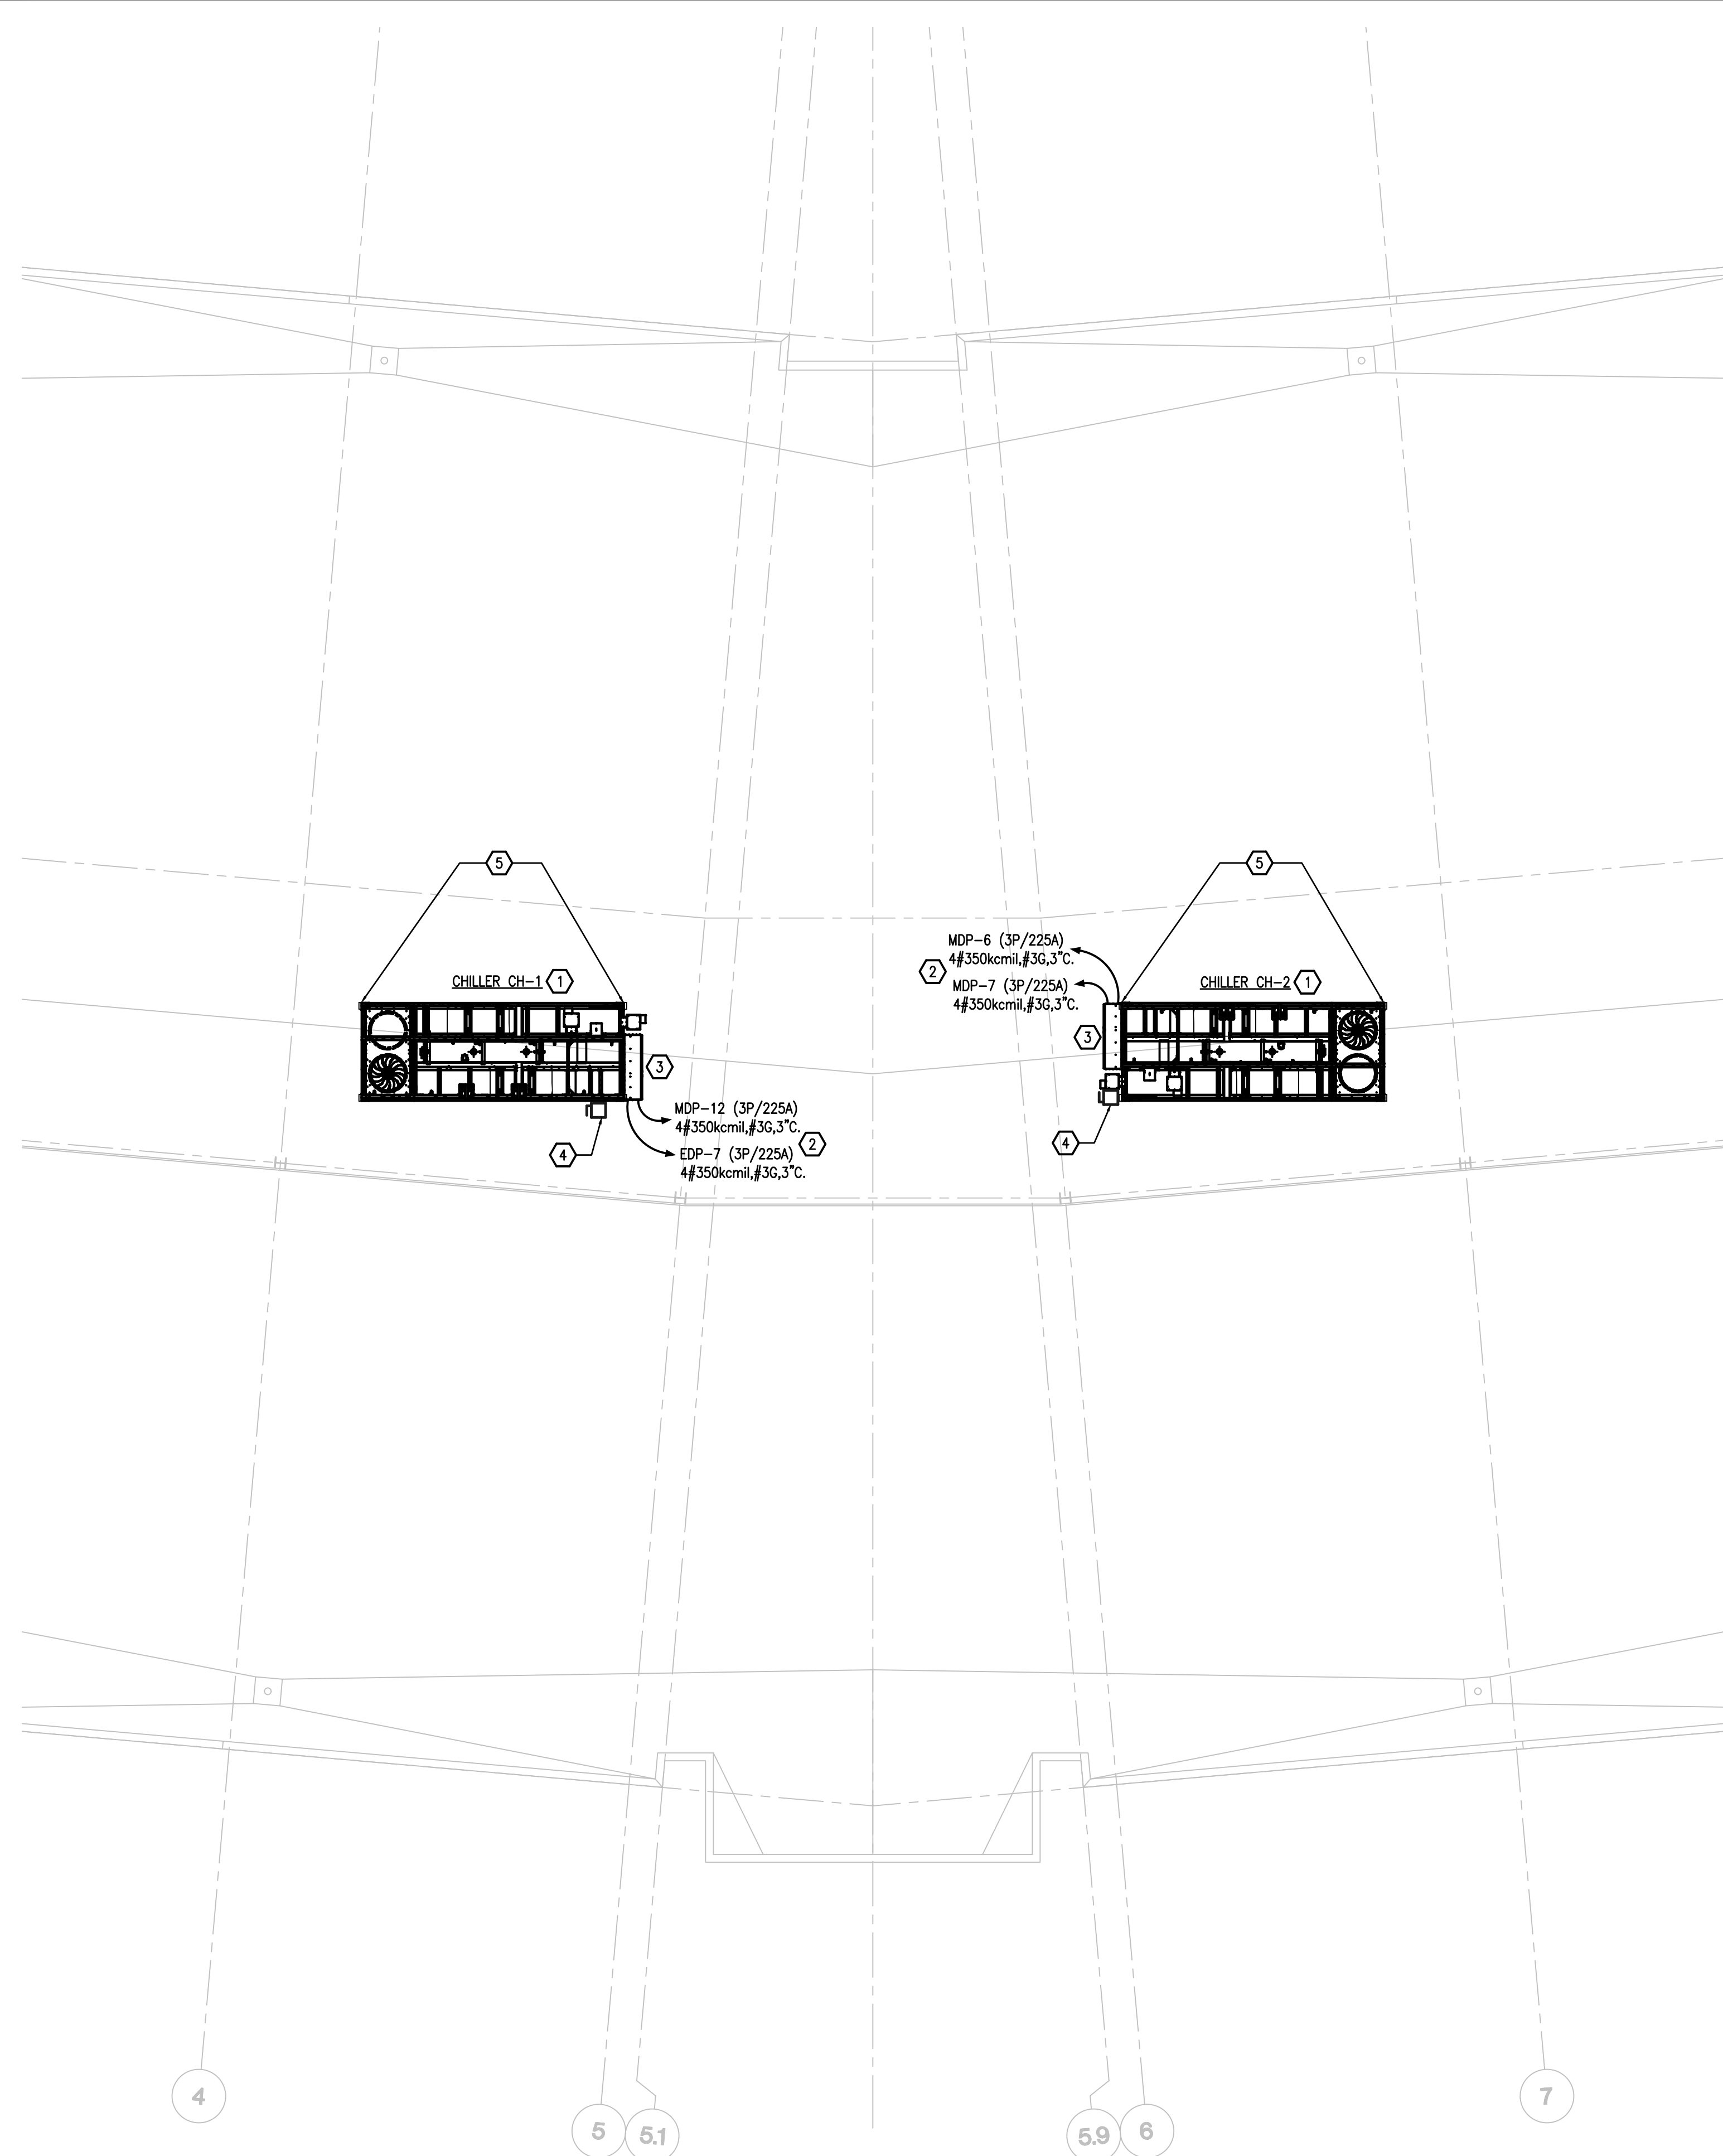 5
5
MDP-6 (3P/225A)
4#350kcmil,#3G,3"C.
2
MDP-7 (3P/225A)
4#350kcmil,#3G,3"C.
CHILLER CH-1 1
CHILLER CH-2 1
3
3
MDP-12 (3P/225A)
4#350kcmil,#3G,3"C.
2
EDP-7 (3P/225A)
4#350kcmil,#3G,3"C.
4
4
4
7
5
5.1
5.9
6